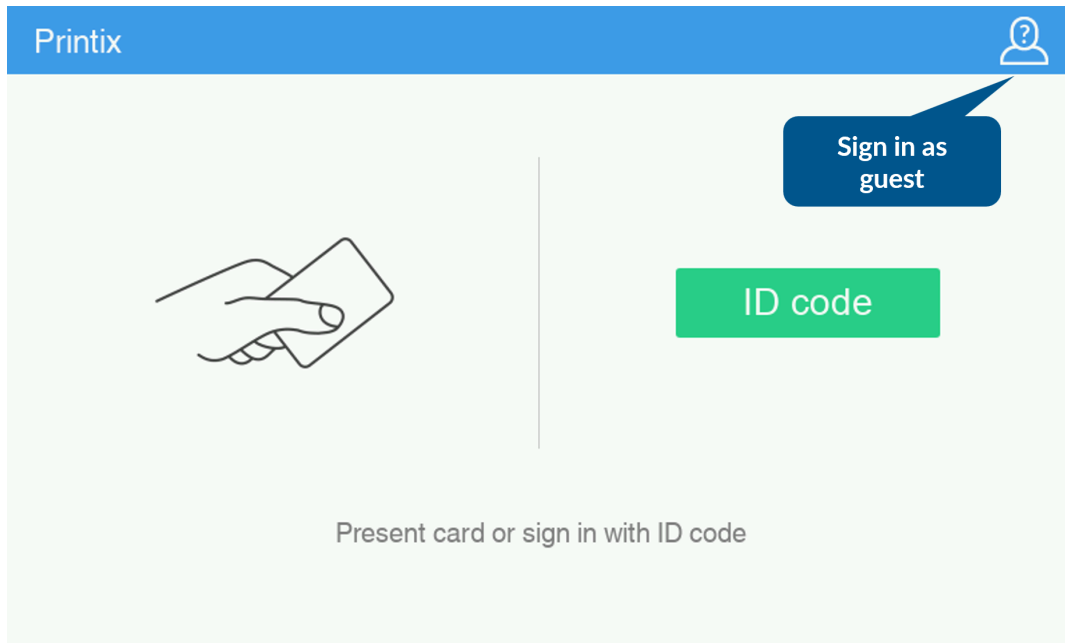 Printix
?
Sign in as
guest
ID code
Present card or sign in with ID code